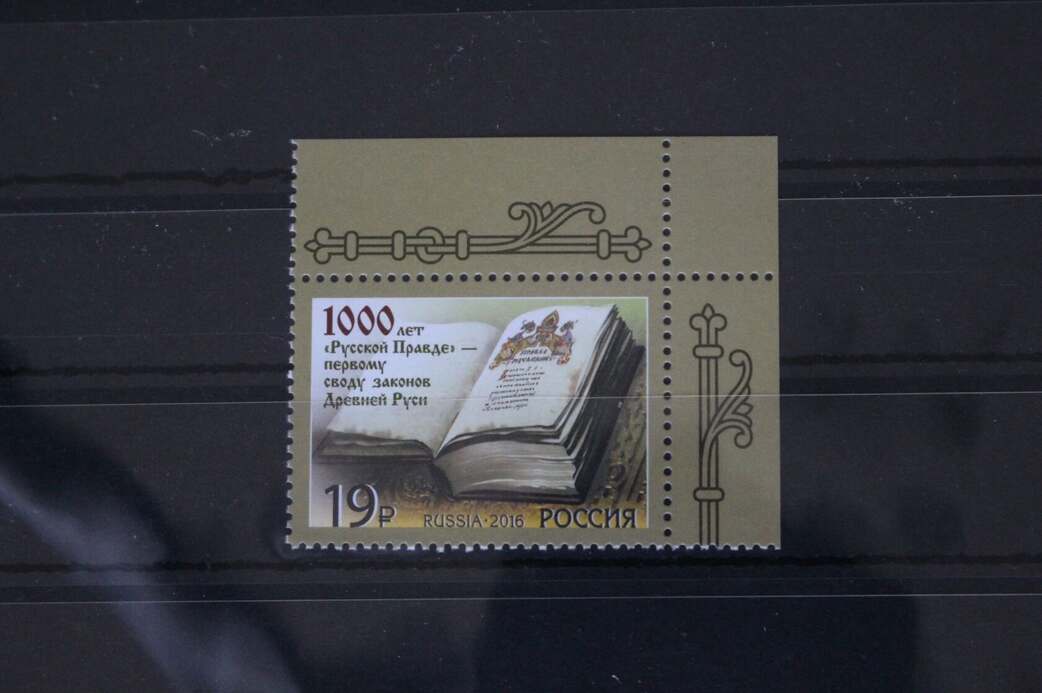 1000 лет
«Русской Правде» —
первому
своду законов
Древней Руси
19₽ RUSSIA·2016 РОССИЯ